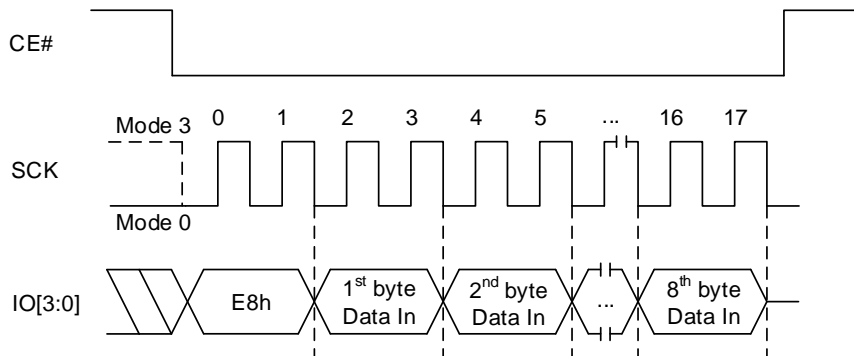 CE#
Mode 3
0 1 2 3 4 5 ... 16 17
SCK
Mode 0
IO[3:0]
E8h
1st byte
Data In
2nd byte
Data In
...
8th byte
Data In